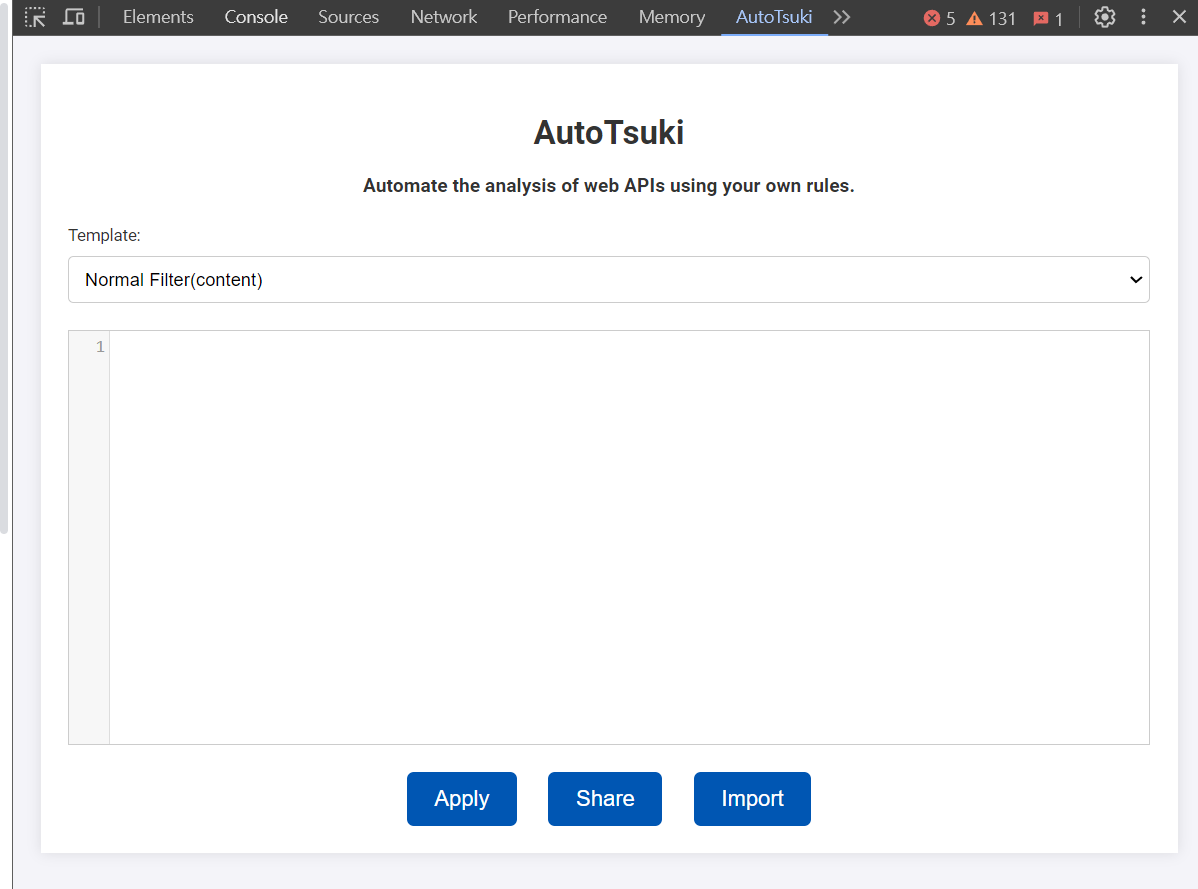 Elements Console Sources Network Performance Memory AutoTsuki 5 131 1
AutoTsuki
Automate the analysis of web APIs using your own rules.
Template:
Normal Filter(content)
1
Apply Share Import